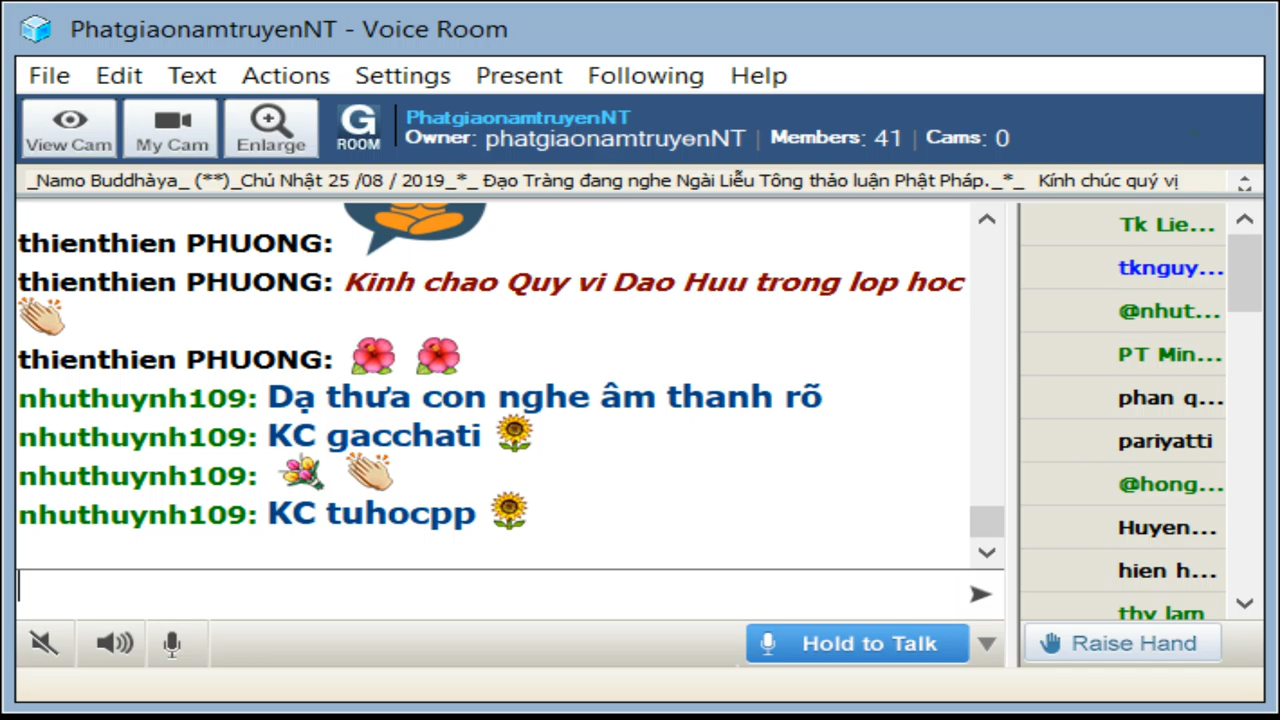 PhatgiaonamtruyenNT - Voice Room
File Edit Text Actions Settings Present Following Help
View Cam My Cam Enlarge G ROOM
PhatgiaonamtruyenNT
Owner: phatgiaonamtruyenNT | Members: 41 | Cams: 0
_Namo Buddhàya_ (**)_Chủ Nhật 25 /08 / 2019_*_ Đạo Tràng đang nghe Ngài Liễu Tông thảo luận Phật Pháp._*_ Kính chúc quý vị
thienthien PHUONG:
thienthien PHUONG: Kinh chao Quy vi Dao Huu trong lop hoc
thienthien PHUONG:
nhuthuynh109: Dạ thưa con nghe âm thanh rõ
nhuthuynh109: KC gacchati
nhuthuynh109:
nhuthuynh109: KC tuhocpp
Tk Lie...
tknguy...
@nhut...
PT Min...
phan q...
pariyatti
@hong...
Huyen...
hien h...
thy lam
Hold to Talk
Raise Hand